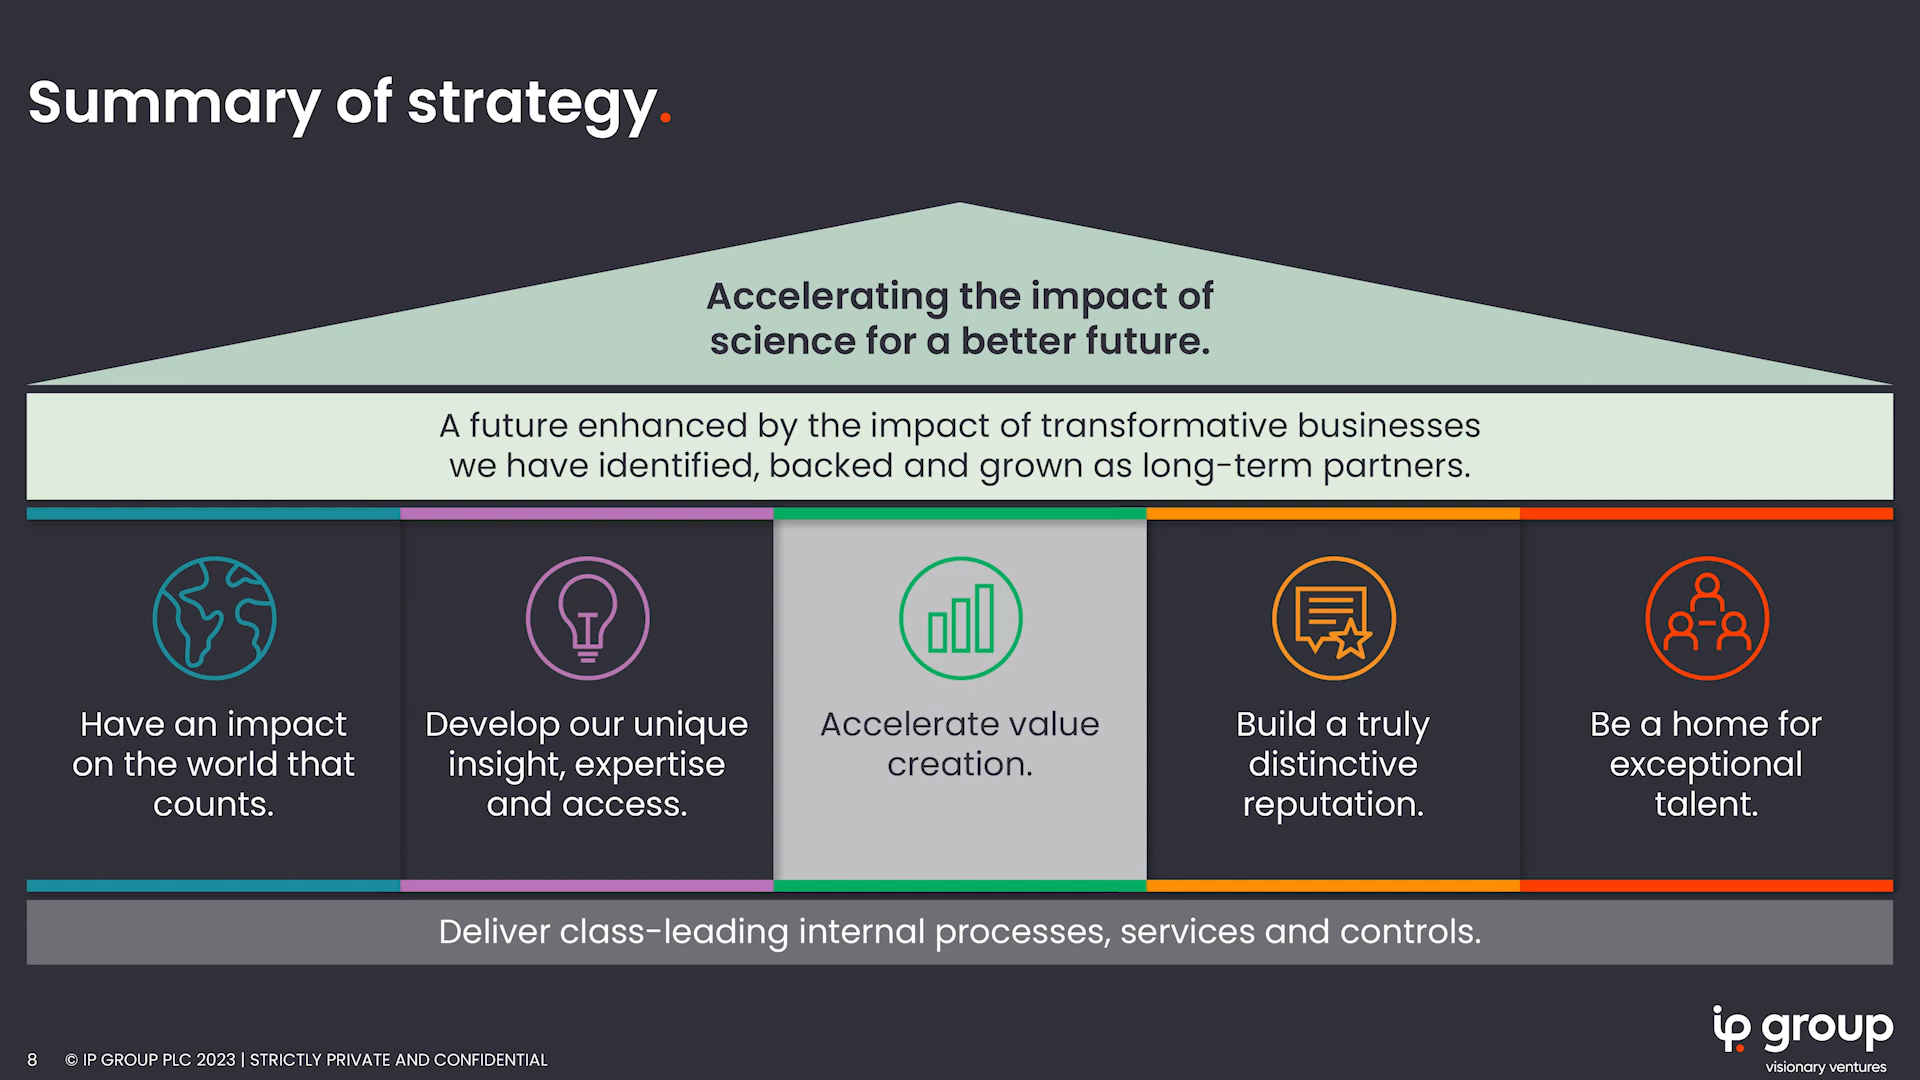 Summary of strategy.
Accelerating the impact of
science for a better future.
A future enhanced by the impact of transformative businesses
we have identified, backed and grown as long-term partners.
Have an impact
on the world that
counts.
Develop our unique
insight, expertise
and access.
Accelerate value
creation.
Build a truly
distinctive
reputation.
Be a home for
exceptional
talent.
Deliver class-leading internal processes, services and controls.
ip group
visionary ventures
8 © IP GROUP PLC 2023 | STRICTLY PRIVATE AND CONFIDENTIAL